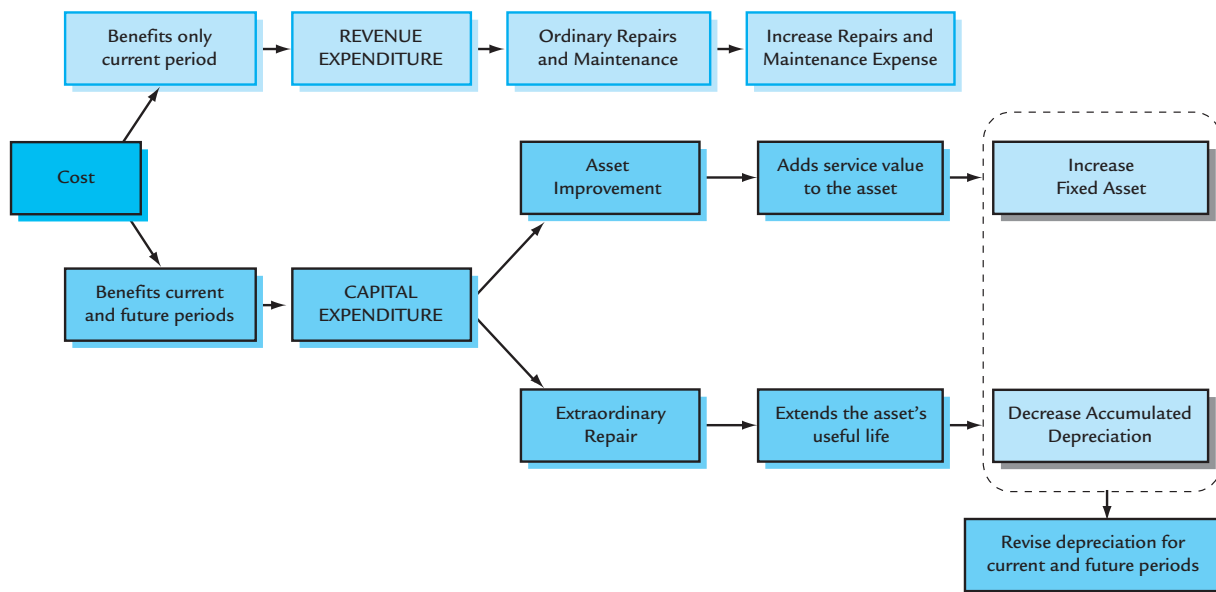 Benefits only
current period
REVENUE
EXPENDITURE
Ordinary Repairs
and Maintenance
Increase Repairs and
Maintenance Expense
Cost
Asset
Improvement
Adds service value
to the asset
Increase
Fixed Asset
Benefits current
and future periods
CAPITAL
EXPENDITURE
Extraordinary
Repair
Extends the asset's
useful life
Decrease Accumulated
Depreciation
Revise depreciation for
current and future periods